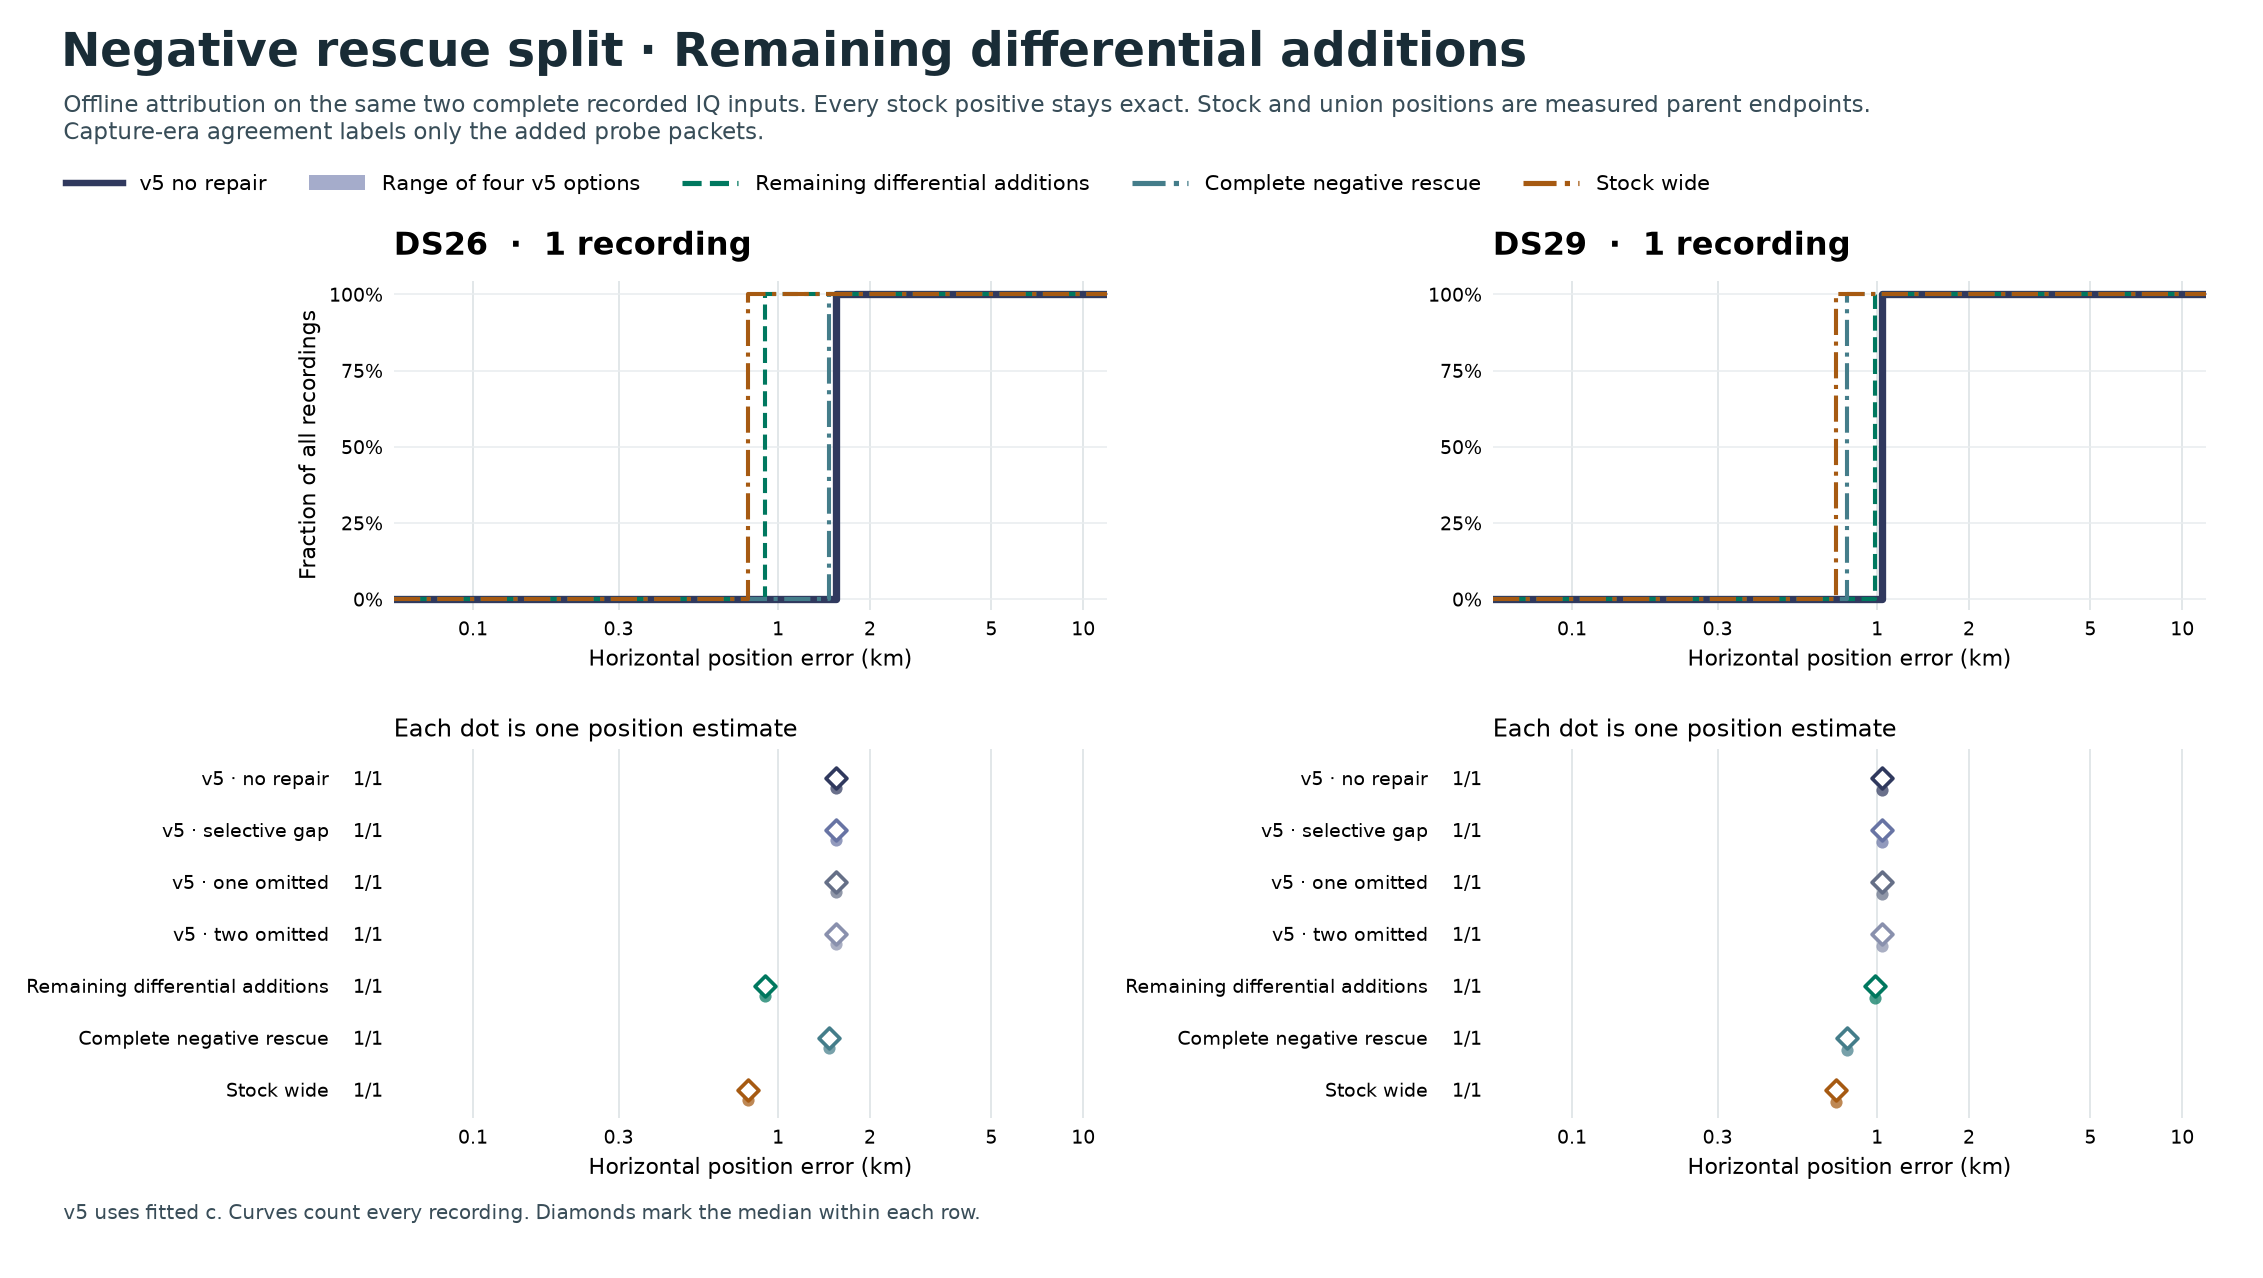 Negative rescue split · Remaining differential additions
Offline attribution on the same two complete recorded IQ inputs. Every stock positive stays exact. Stock and union positions are measured parent endpoints.
Capture-era agreement labels only the added probe packets.
v5 no repair
Range of four v5 options
Remaining differential additions
Complete negative rescue
Stock wide
DS26 · 1 recording
Fraction of all recordings
100%
75%
50%
25%
0%
0.1 0.3 1 2 5 10
Horizontal position error (km)
DS29 · 1 recording
100%
75%
50%
25%
0%
0.1 0.3 1 2 5 10
Horizontal position error (km)
Each dot is one position estimate
v5 · no repair 1/1
v5 · selective gap 1/1
v5 · one omitted 1/1
v5 · two omitted 1/1
Remaining differential additions 1/1
Complete negative rescue 1/1
Stock wide 1/1
0.1 0.3 1 2 5 10
Horizontal position error (km)
Each dot is one position estimate
v5 · no repair 1/1
v5 · selective gap 1/1
v5 · one omitted 1/1
v5 · two omitted 1/1
Remaining differential additions 1/1
Complete negative rescue 1/1
Stock wide 1/1
0.1 0.3 1 2 5 10
Horizontal position error (km)
v5 uses fitted c. Curves count every recording. Diamonds mark the median within each row.